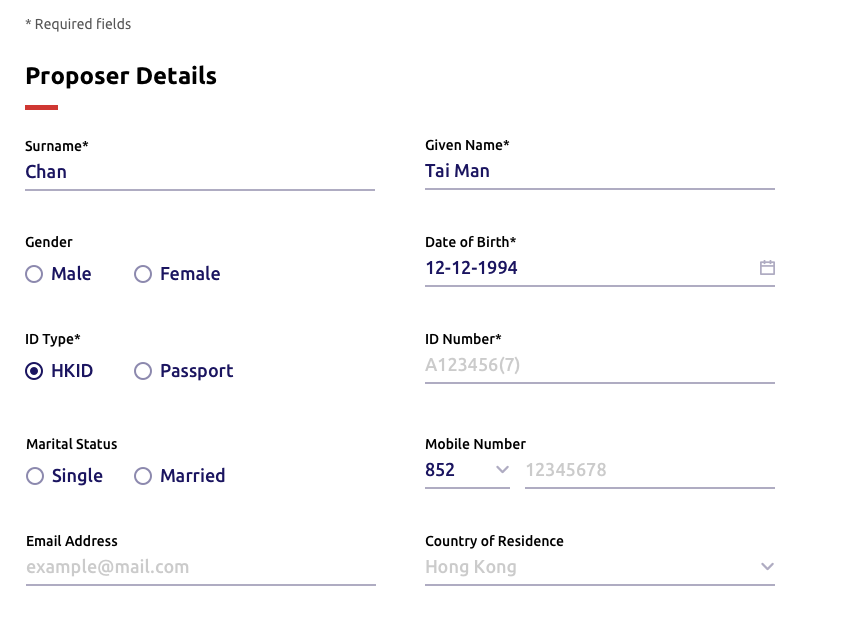 * Required fields
Proposer Details
Surname*
Chan
Given Name*
Tai Man
Gender
Male
Female
Date of Birth*
12-12-1994
ID Type*
HKID
Passport
ID Number*
A123456(7)
Marital Status
Single
Married
Mobile Number
852
12345678
Email Address
example@mail.com
Country of Residence
Hong Kong